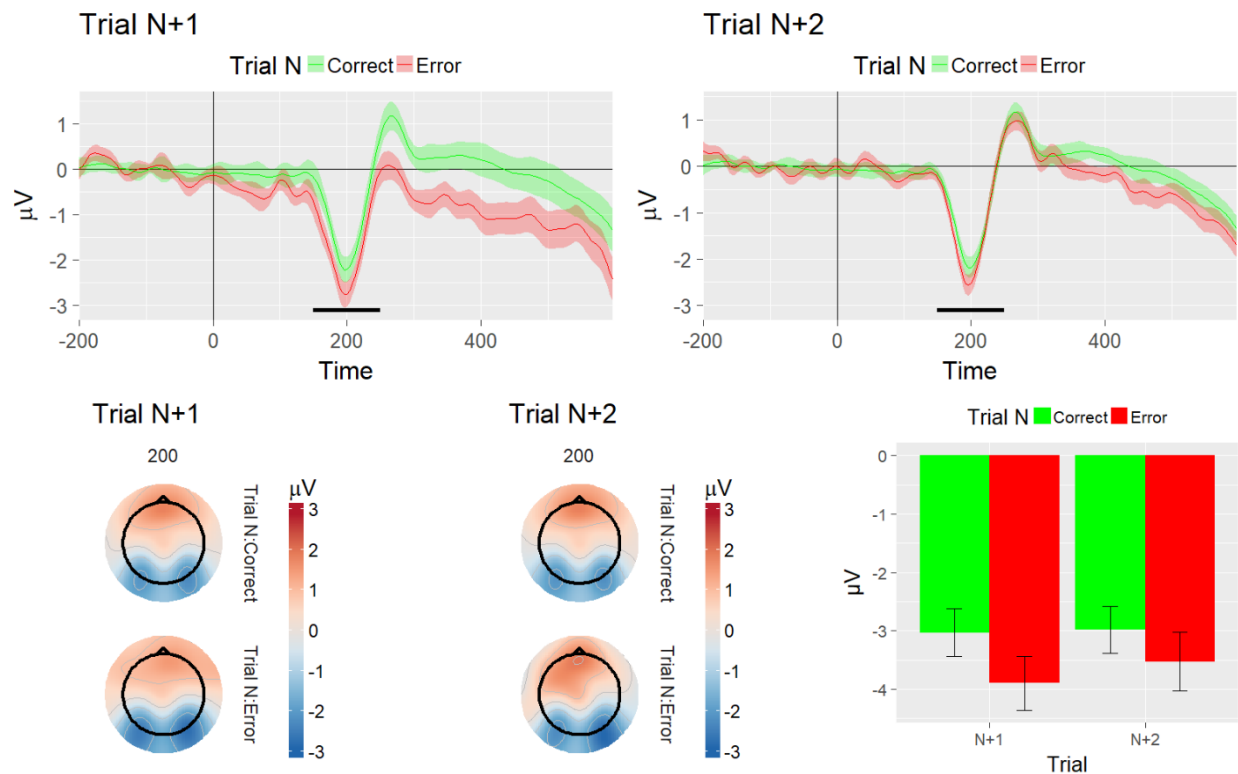 Trial N+1
Trial N Correct Error
1
0
-1
-2
-3
µV
-200 0 200 400
Time
Trial N+2
Trial N Correct Error
1
0
-1
-2
-3
µV
-200 0 200 400
Time
Trial N+1
200
Trial N:Correct
Trial N:Error
µV
3
2
1
0
-1
-2
-3
Trial N+2
200
Trial N:Correct
Trial N:Error
µV
3
2
1
0
-1
-2
-3
Trial N Correct Error
0
-1
-2
-3
-4
µV
N+1 N+2
Trial